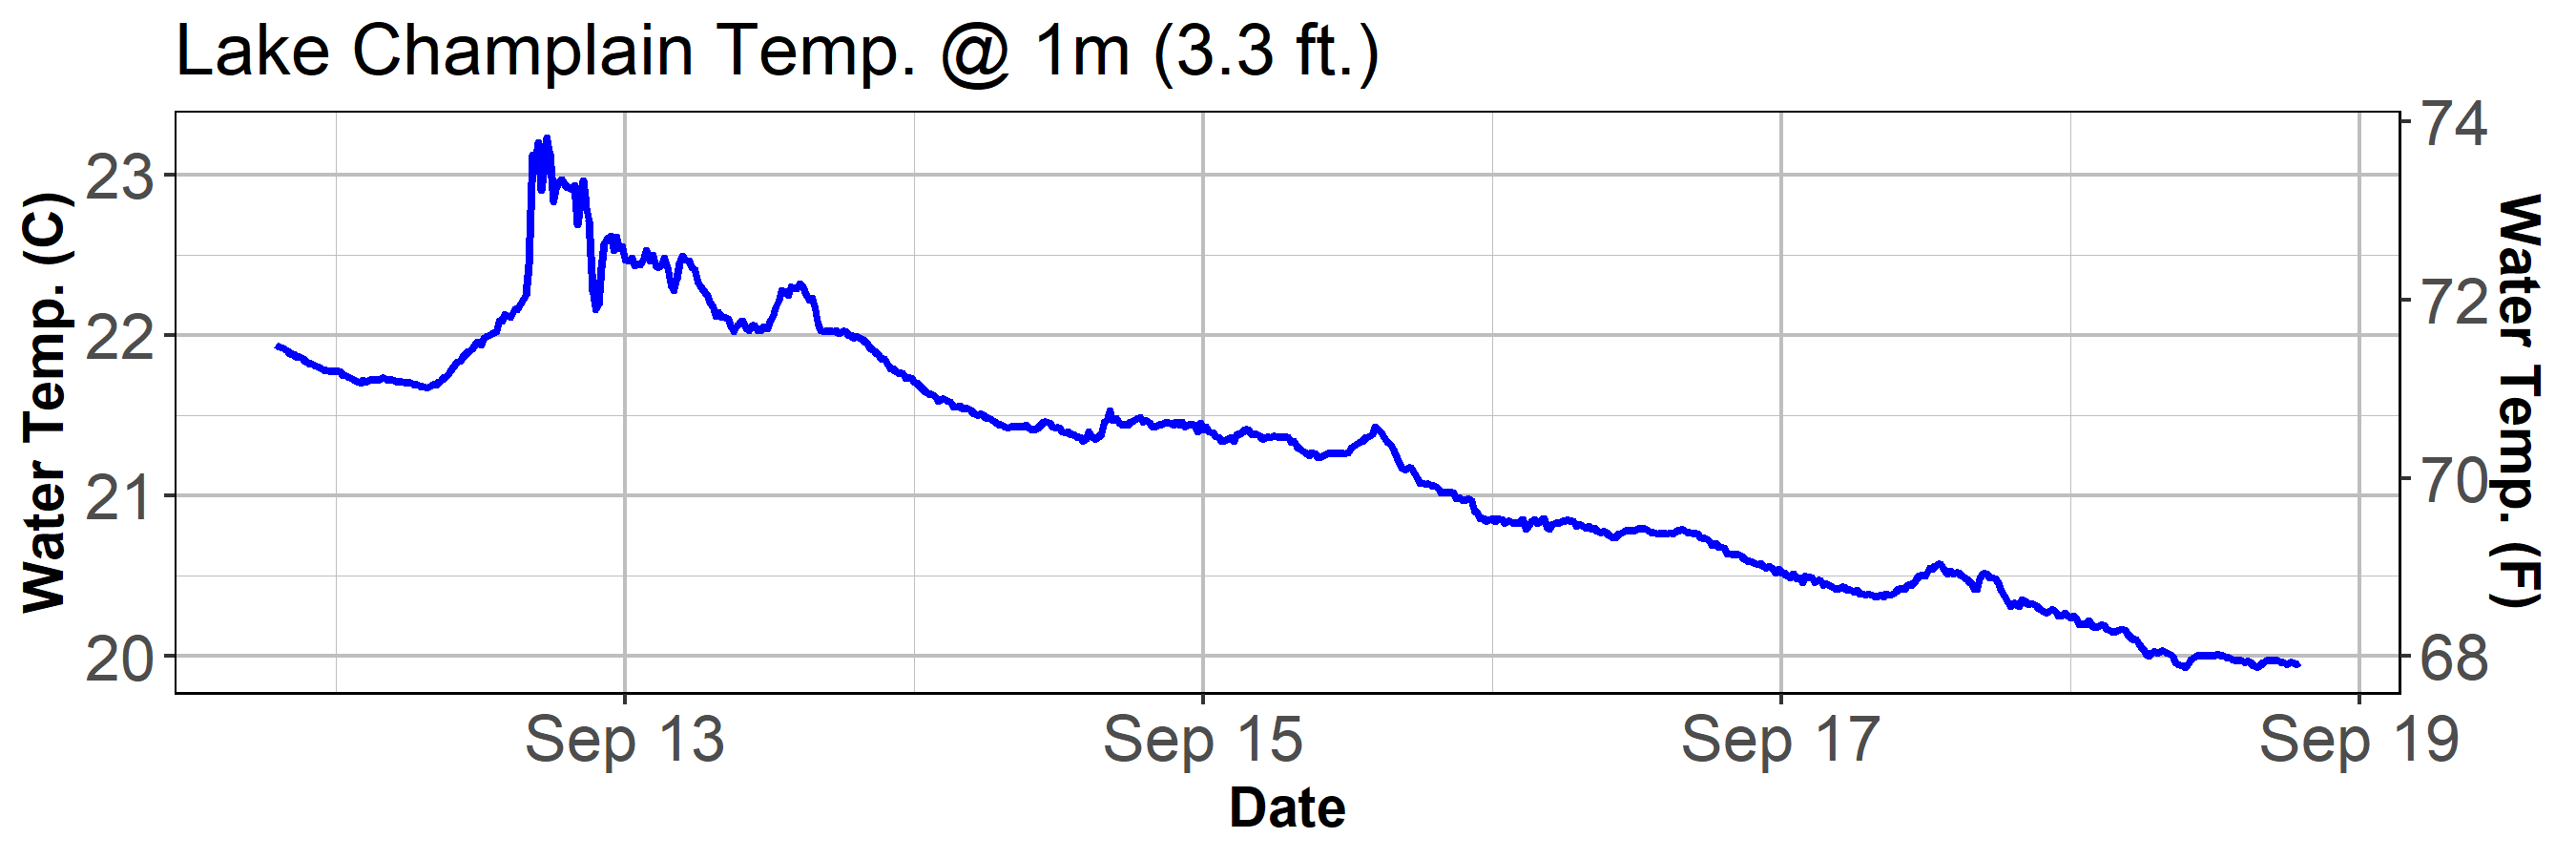 Lake Champlain Temp. @ 1m (3.3 ft.)
Water Temp. (C)
23
22
21
20
74
72
70
68
Water Temp. (F)
Sep 13
Sep 15
Sep 17
Sep 19
Date